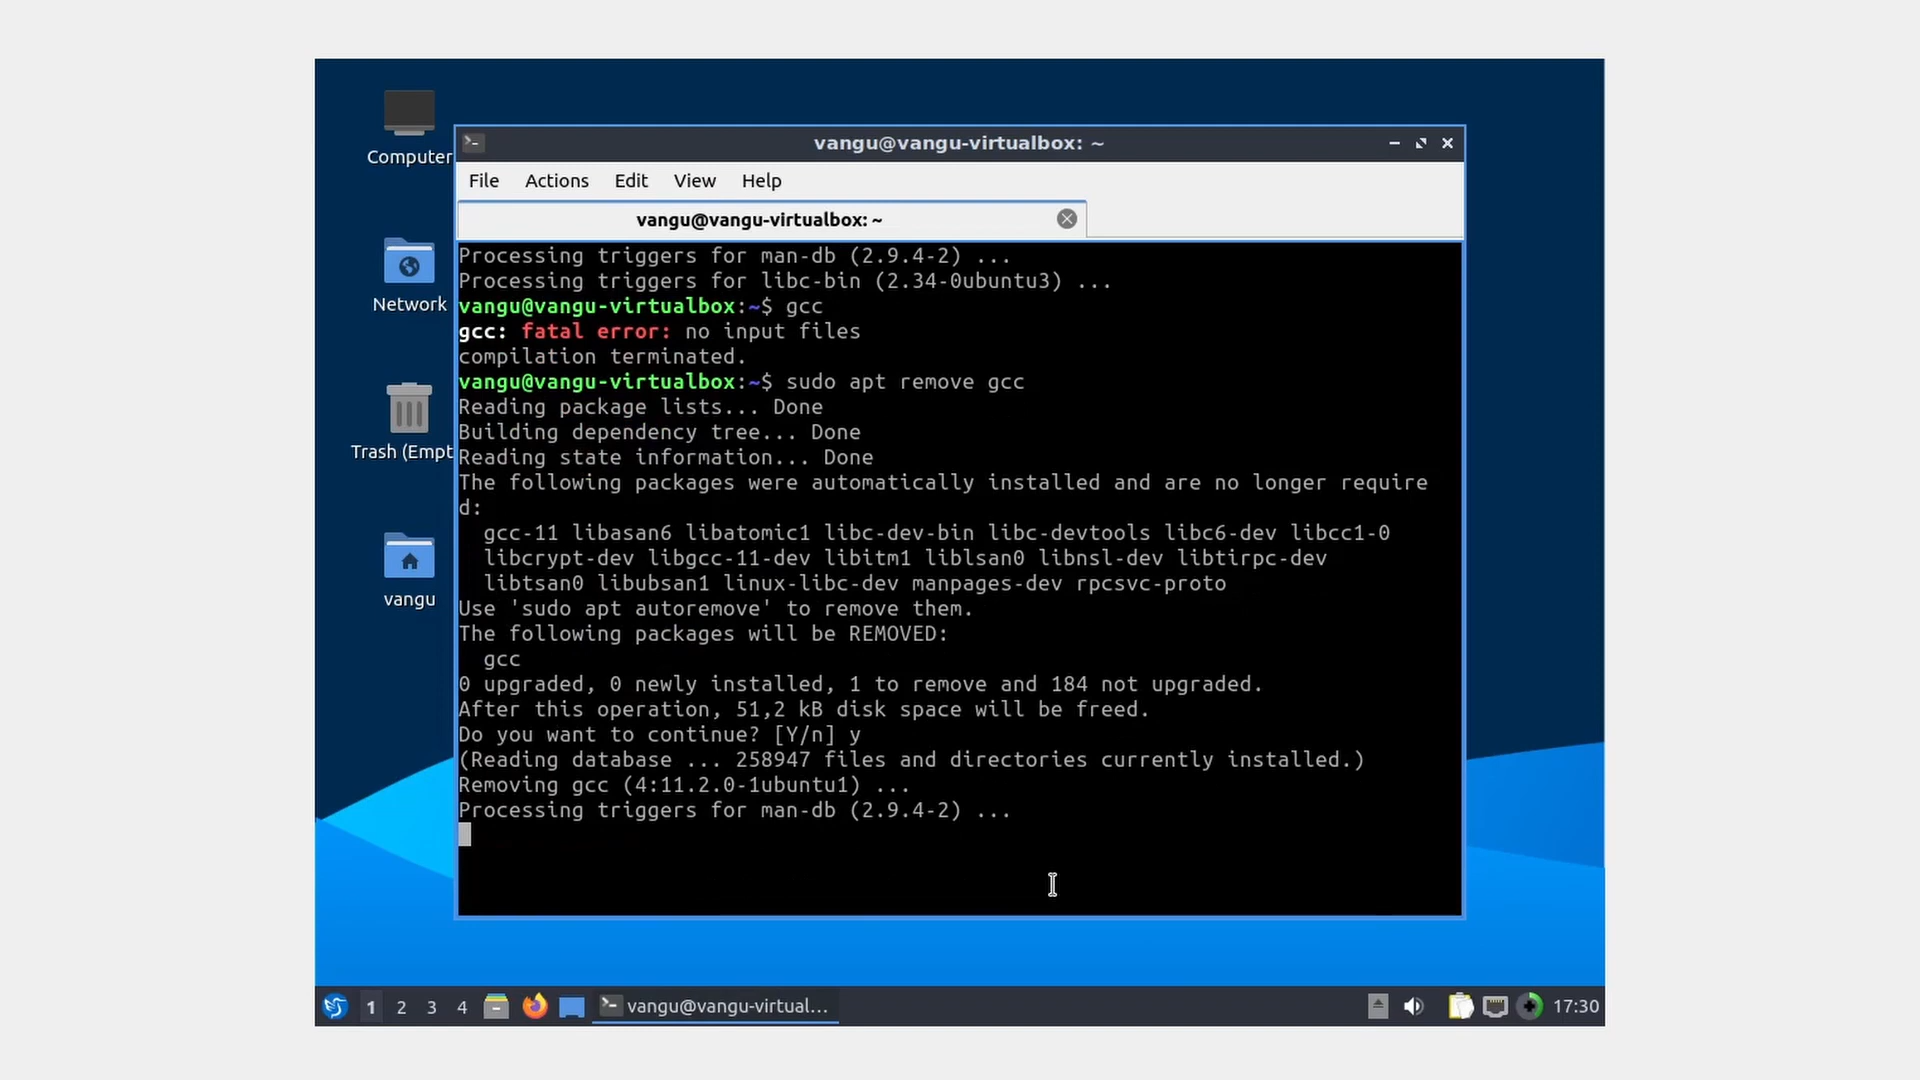 Computer
Network
Trash (Empt
vangu
vangu@vangu-virtualbox: ~
File Actions Edit View Help
vangu@vangu-virtualbox: ~
Processing triggers for man-db (2.9.4-2) ...
Processing triggers for libc-bin (2.34-0ubuntu3) ...
vangu@vangu-virtualbox:~$ gcc
gcc: fatal error: no input files
compilation terminated.
vangu@vangu-virtualbox:~$ sudo apt remove gcc
Reading package lists... Done
Building dependency tree... Done
Reading state information... Done
The following packages were automatically installed and are no longer require
d:
  gcc-11 libasan6 libatomic1 libc-dev-bin libc-devtools libc6-dev libcc1-0
  libcrypt-dev libgcc-11-dev libitm1 liblsan0 libnsl-dev libtirpc-dev
  libtsan0 libubsan1 linux-libc-dev manpages-dev rpcsvc-proto
Use 'sudo apt autoremove' to remove them.
The following packages will be REMOVED:
  gcc
0 upgraded, 0 newly installed, 1 to remove and 184 not upgraded.
After this operation, 51,2 kB disk space will be freed.
Do you want to continue? [Y/n] y
(Reading database ... 258947 files and directories currently installed.)
Removing gcc (4:11.2.0-1ubuntu1) ...
Processing triggers for man-db (2.9.4-2) ...
1 2 3 4 vangu@vangu-virtual... 17:30